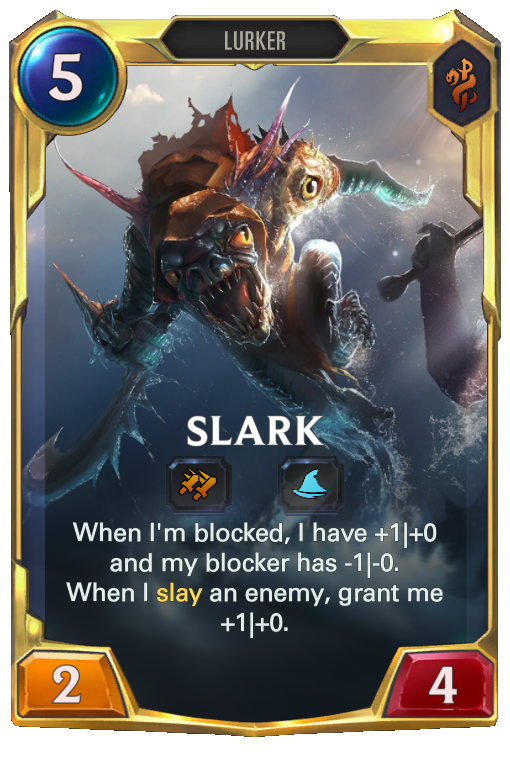 LURKER
5
SLARK
When I'm blocked, I have +1|+0
and my blocker has -1|-0.
When I slay an enemy, grant me
+1|+0.
2
4